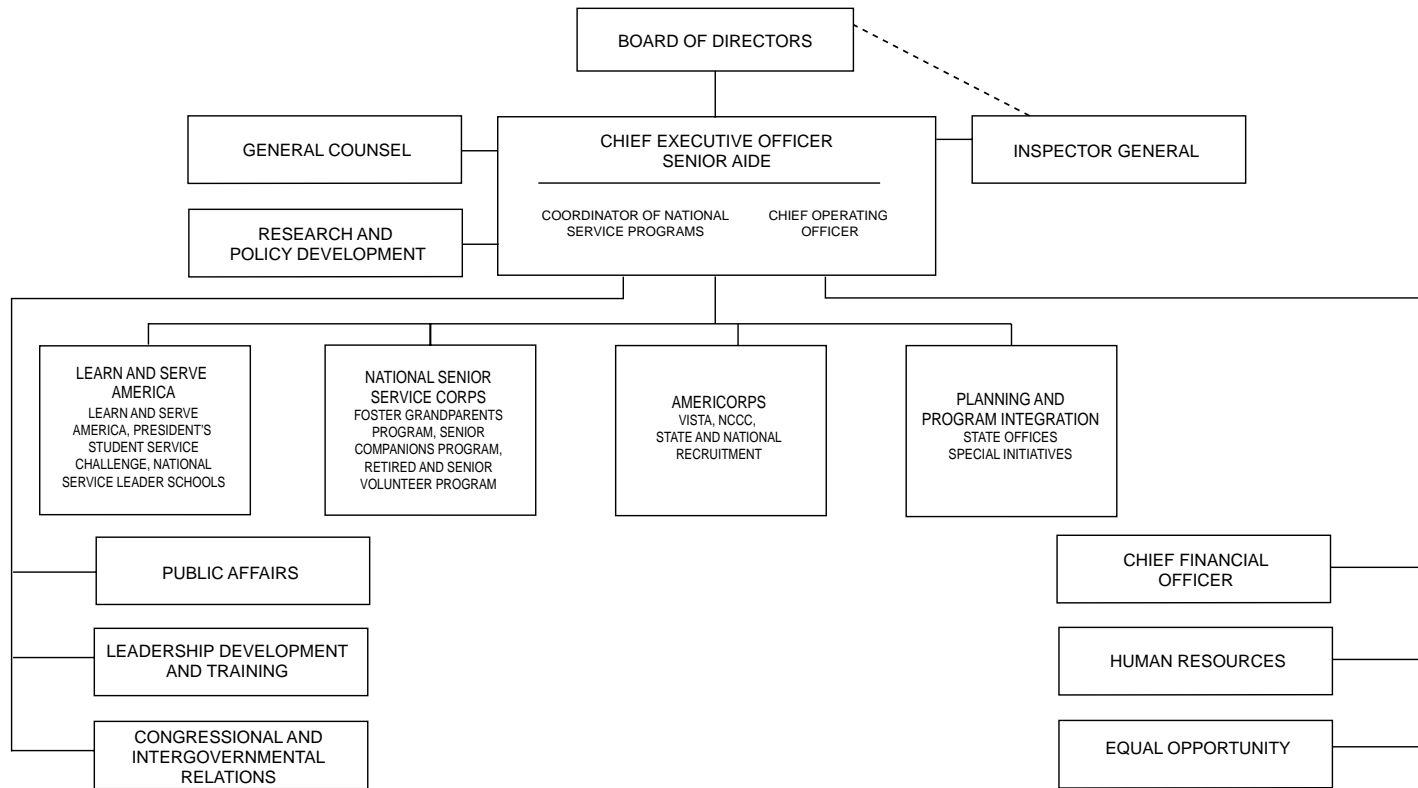 BOARD OF DIRECTORS
GENERAL COUNSEL
CHIEF EXECUTIVE OFFICER
SENIOR AIDE
INSPECTOR GENERAL
COORDINATOR OF NATIONAL
SERVICE PROGRAMS
CHIEF OPERATING
OFFICER
RESEARCH AND
POLICY DEVELOPMENT
LEARN AND SERVE
AMERICA
LEARN AND SERVE
AMERICA, PRESIDENT'S
STUDENT SERVICE
CHALLENGE, NATIONAL
SERVICE LEADER SCHOOLS
NATIONAL SENIOR
SERVICE CORPS
FOSTER GRANDPARENTS
PROGRAM, SENIOR
COMPANIONS PROGRAM,
RETIRED AND SENIOR
VOLUNTEER PROGRAM
AMERICORPS
VISTA, NCCC,
STATE AND NATIONAL
RECRUITMENT
PLANNING AND
PROGRAM INTEGRATION
STATE OFFICES
SPECIAL INITIATIVES
PUBLIC AFFAIRS
LEADERSHIP DEVELOPMENT
AND TRAINING
CONGRESSIONAL AND
INTERGOVERNMENTAL
RELATIONS
CHIEF FINANCIAL
OFFICER
HUMAN RESOURCES
EQUAL OPPORTUNITY